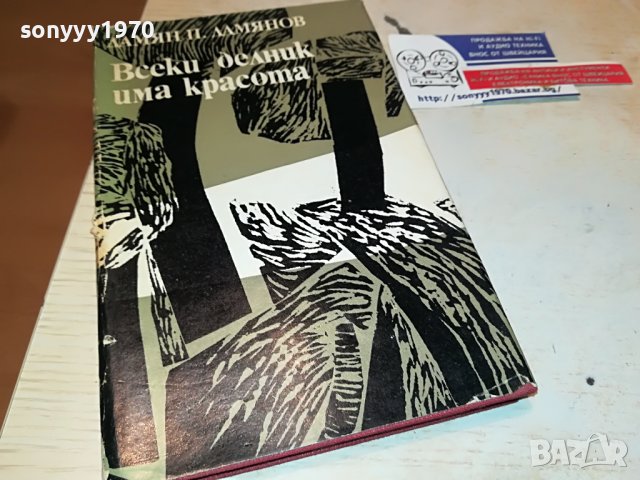 sonyyy1970
ДАМЯН П. ДАМЯНОВ
Всеки делник
има красота
ПРОДАЖБА НА HI-FI
И АУДИО ТЕХНИКА
ВНОС ОТ ШВЕЙЦАРИЯ
http://sonyyy1970.bazar.bg/
BAZAR